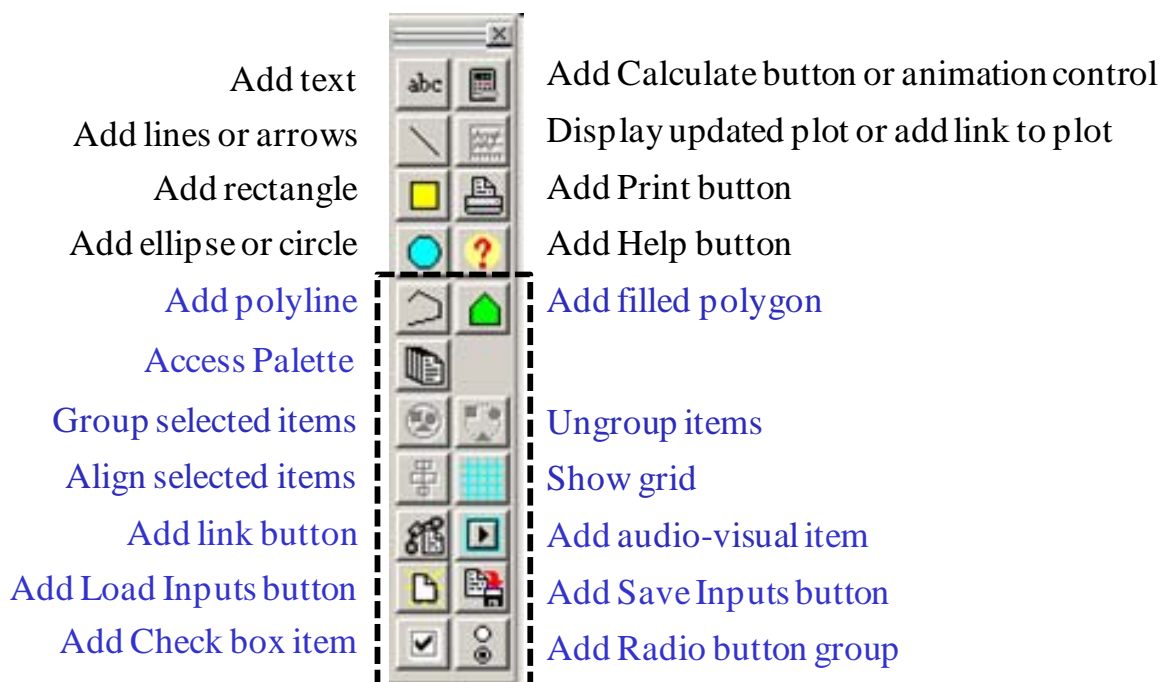 Add text abc Add Calculate button or animation control
Add lines or arrows Display updated plot or add link to plot
Add rectangle Add Print button
Add ellipse or circle ? Add Help button
Add polyline Add filled polygon
Access Palette
Group selected items Ungroup items
Align selected items Show grid
Add link button Add audio-visual item
Add Load Inputs button Add Save Inputs button
Add Check box item Add Radio button group